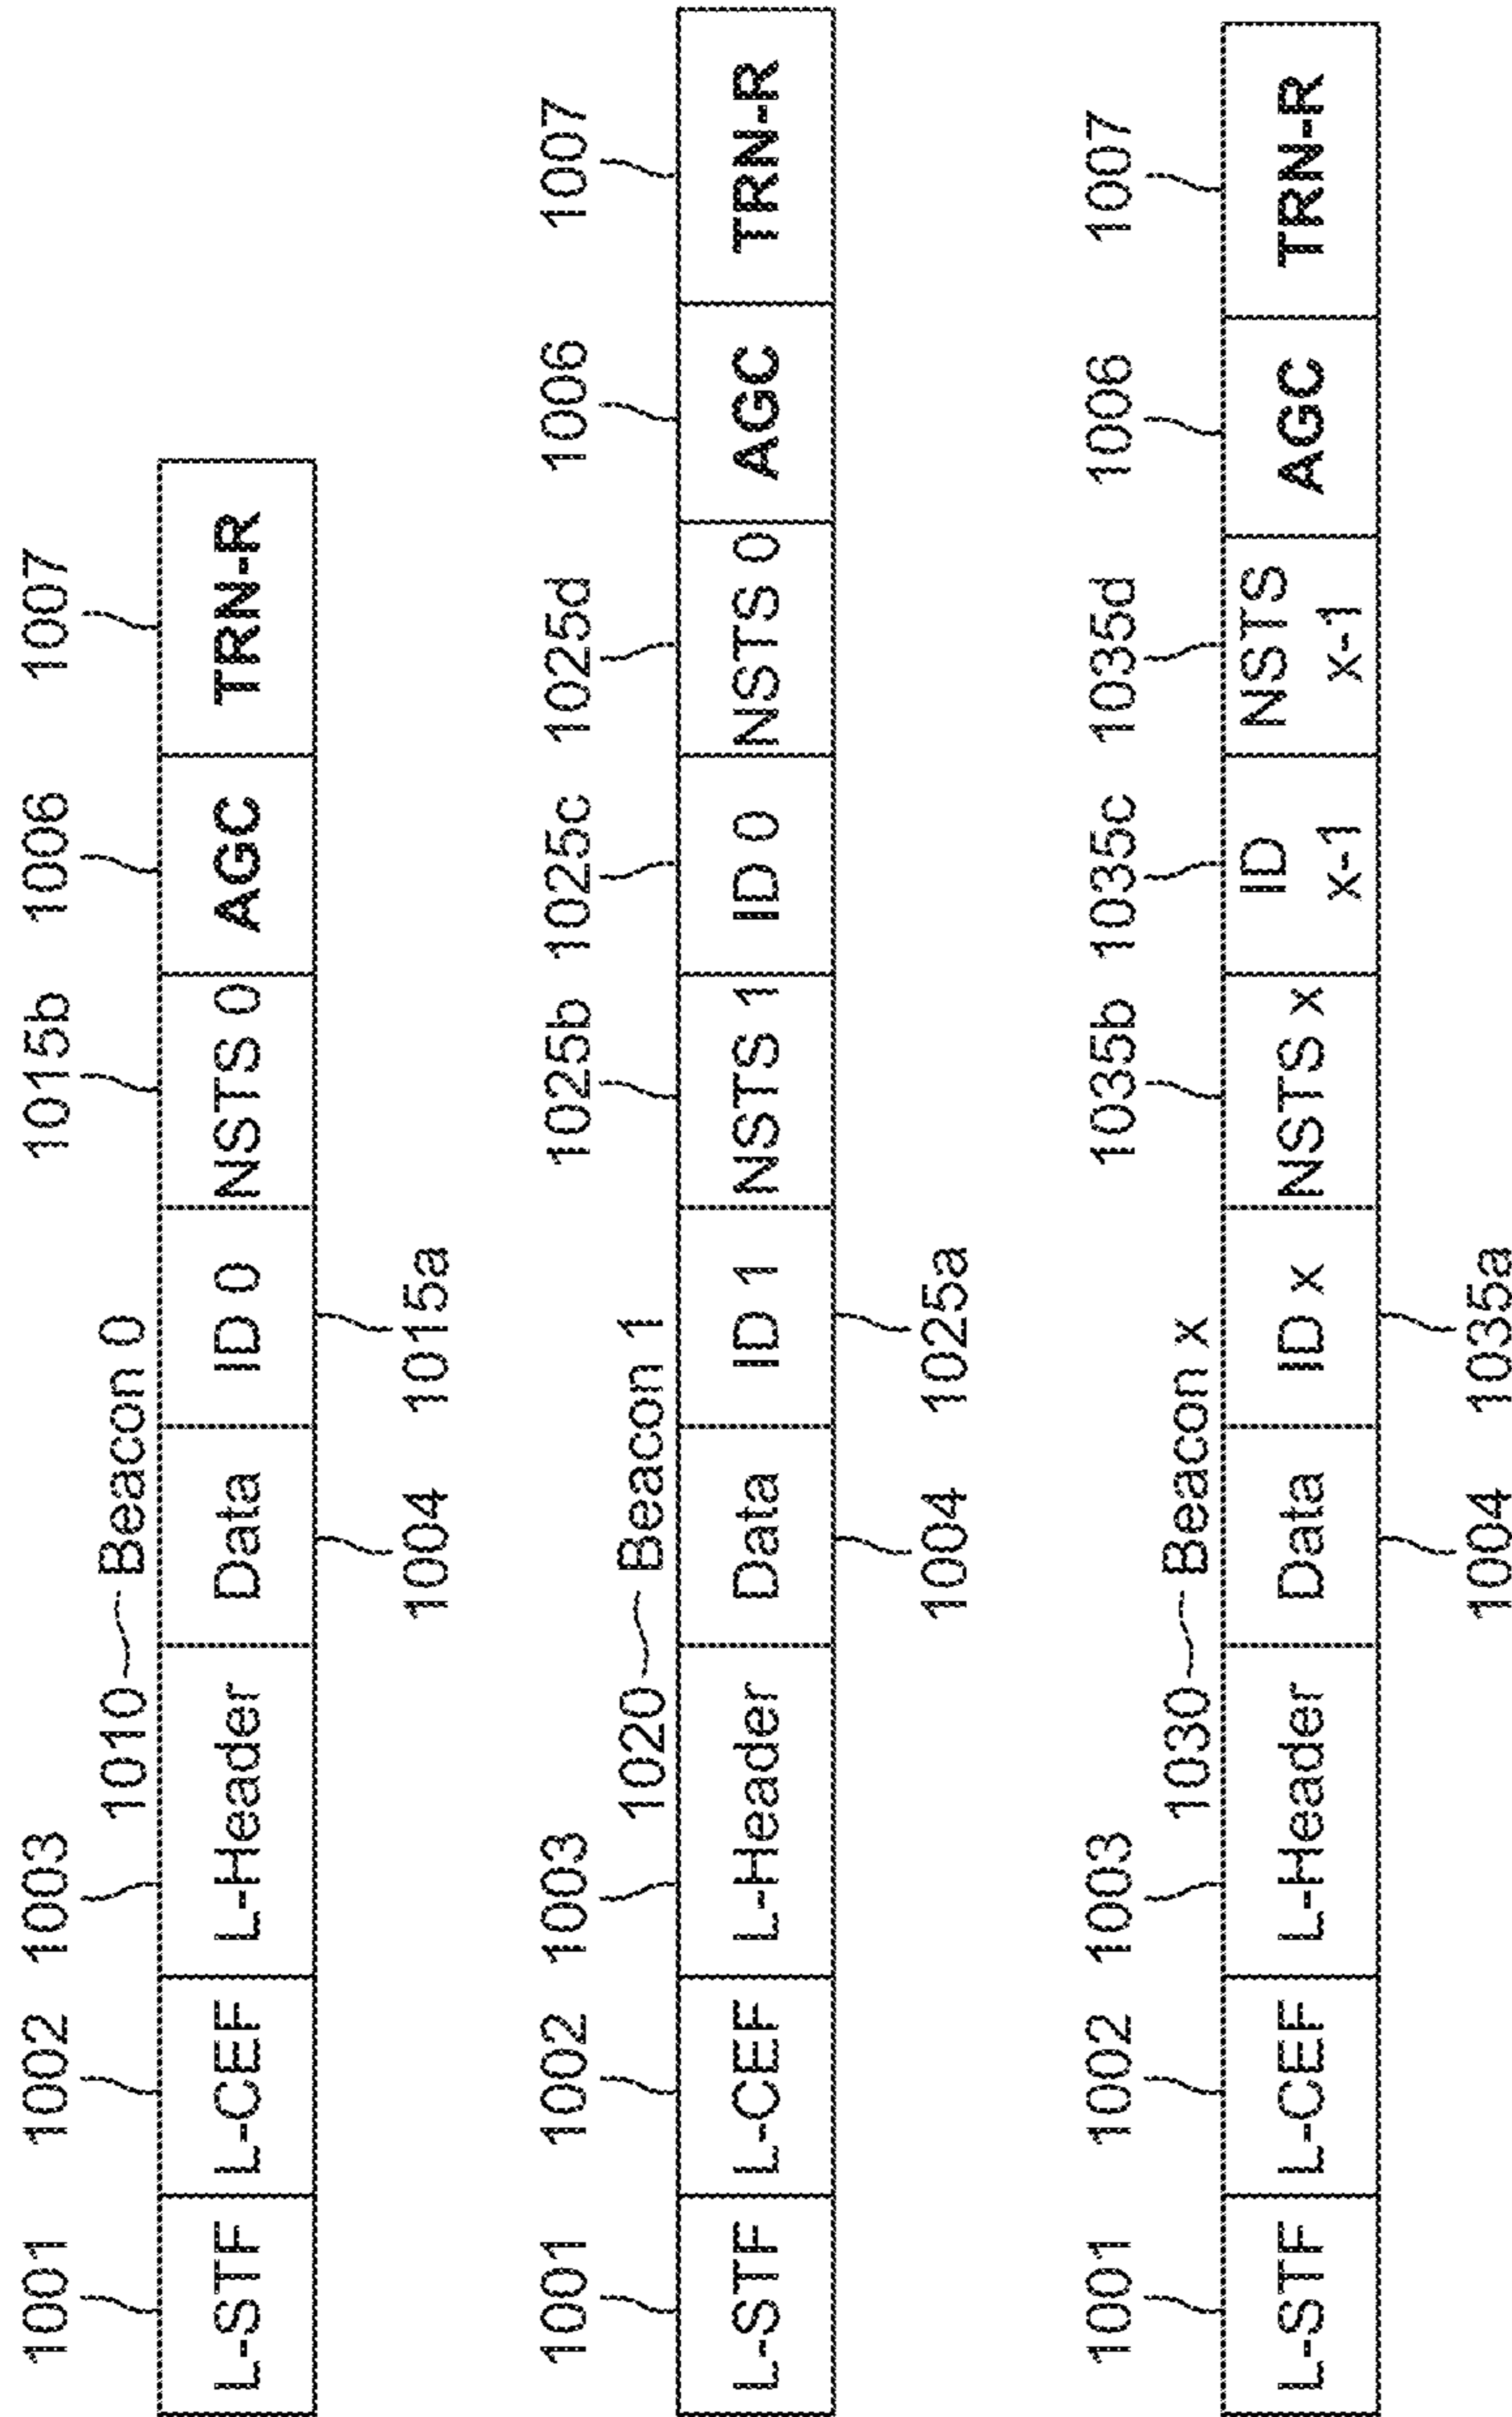 1001 1002 1003 1010 Beacon 0 1015b 1006 1007
L-STF L-CEF L-Header Data ID 0 NSTS 0 AGC TRN-R
1004 1015a
1001 1002 1003 1020 Beacon 1 1025b 1025c 1025d 1006 1007
L-STF L-CEF L-Header Data ID 1 NSTS 1 ID 0 NSTS 0 AGC TRN-R
1004 1025a
1001 1002 1003 1030 Beacon x 1035b 1035c 1035d 1006 1007
L-STF L-CEF L-Header Data ID x NSTS x ID x-1 NSTS x-1 AGC TRN-R
1004 1035a